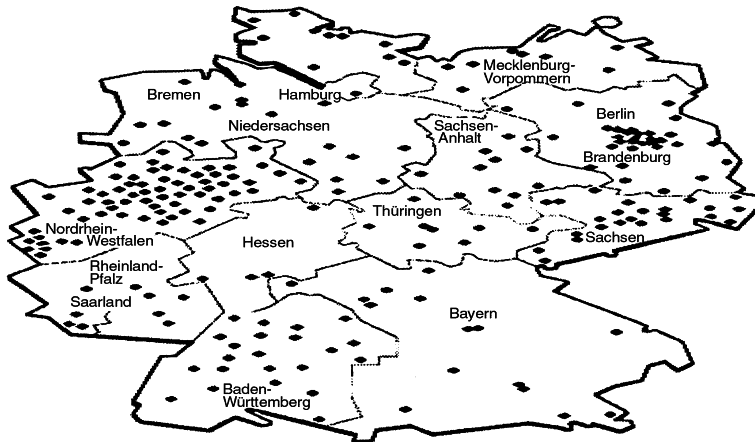 Mecklenburg-
Vorpommern
Bremen
Hamburg
Berlin
Niedersachsen
Sachsen-
Anhalt
Brandenburg
Nordrhein-
Westfalen
Thüringen
Hessen
Sachsen
Rheinland-
Pfalz
Saarland
Bayern
Baden-
Württemberg